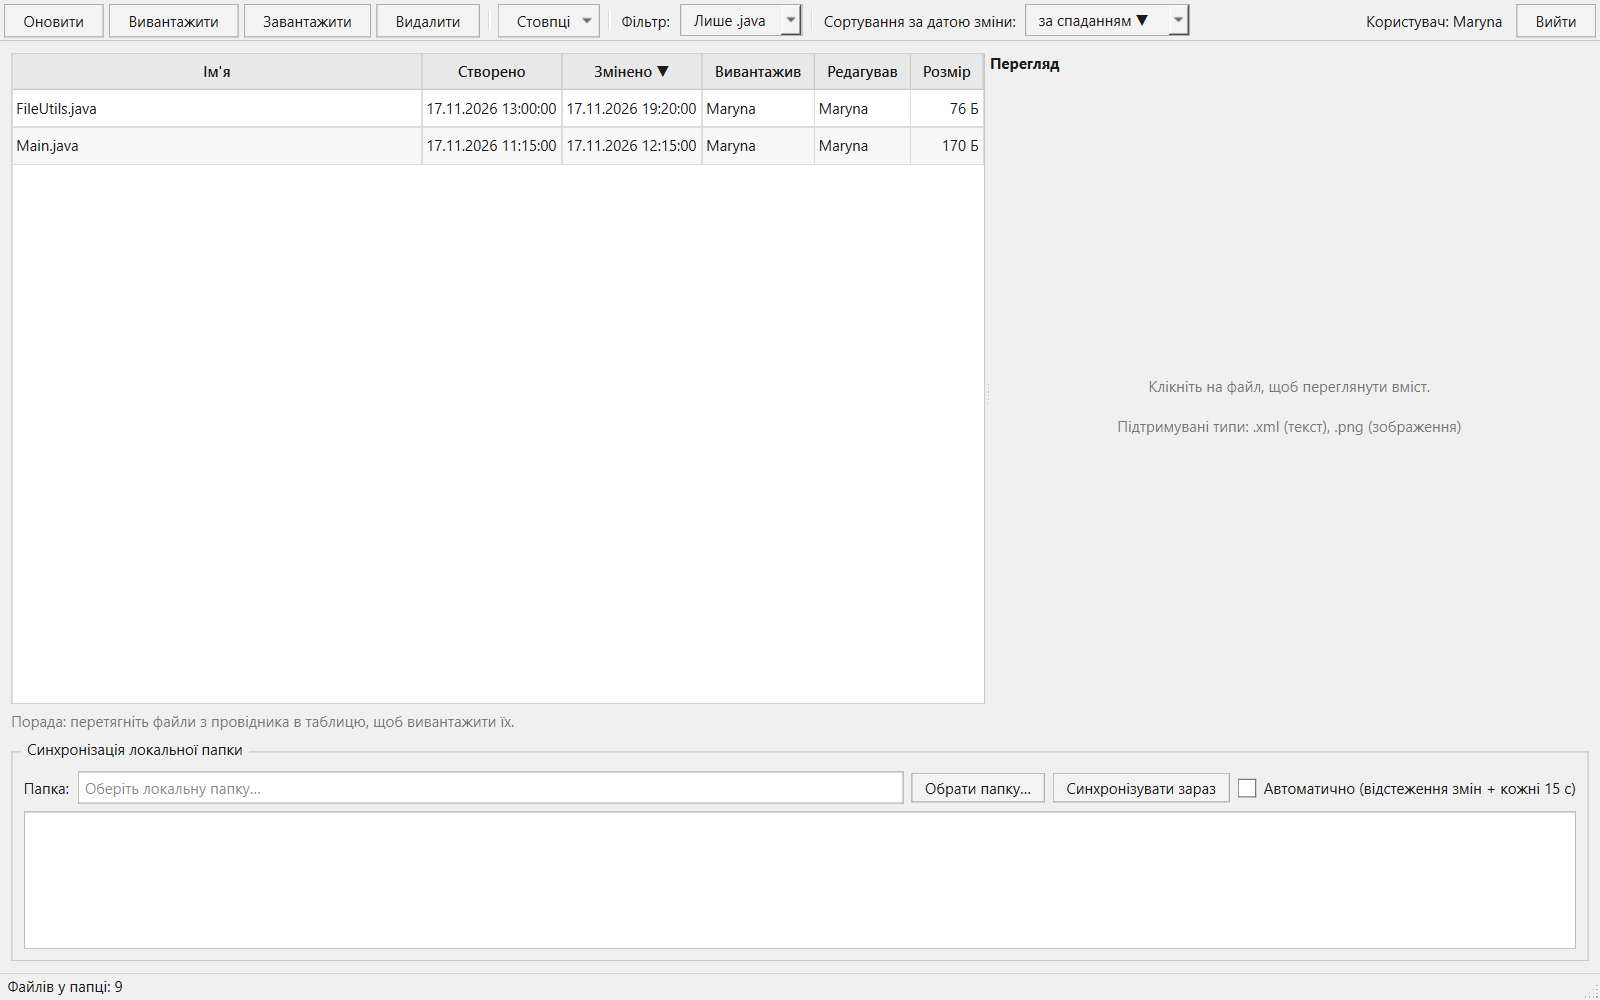 Оновити Вивантажити Завантажити Видалити Стовпці Фільтр: Лише .java Сортування за датою зміни: за спаданням ▼ Користувач: Maryna Вийти
Ім'я Створено Змінено ▼ Вивантажив Редагував Розмір
FileUtils.java 17.11.2026 13:00:00 17.11.2026 19:20:00 Maryna Maryna 76 Б
Main.java 17.11.2026 11:15:00 17.11.2026 12:15:00 Maryna Maryna 170 Б
Перегляд
Клікніть на файл, щоб переглянути вміст.
Підтримувані типи: .xml (текст), .png (зображення)
Порада: перетягніть файли з провідника в таблицю, щоб вивантажити їх.
Синхронізація локальної папки
Папка: Оберіть локальну папку... Обрати папку... Синхронізувати зараз Автоматично (відстеження змін + кожні 15 с)
Файлів у папці: 9